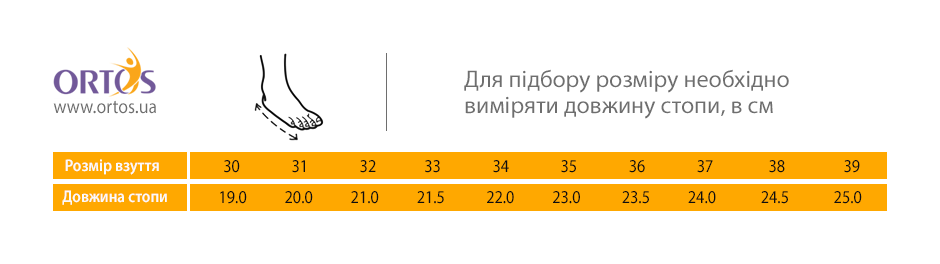 ORTOS
www.ortos.ua
Для підбору розміру необхідно
виміряти довжину стопи, в см
Розмір взуття 30 31 32 33 34 35 36 37 38 39
Довжина стопи 19.0 20.0 21.0 21.5 22.0 23.0 23.5 24.0 24.5 25.0